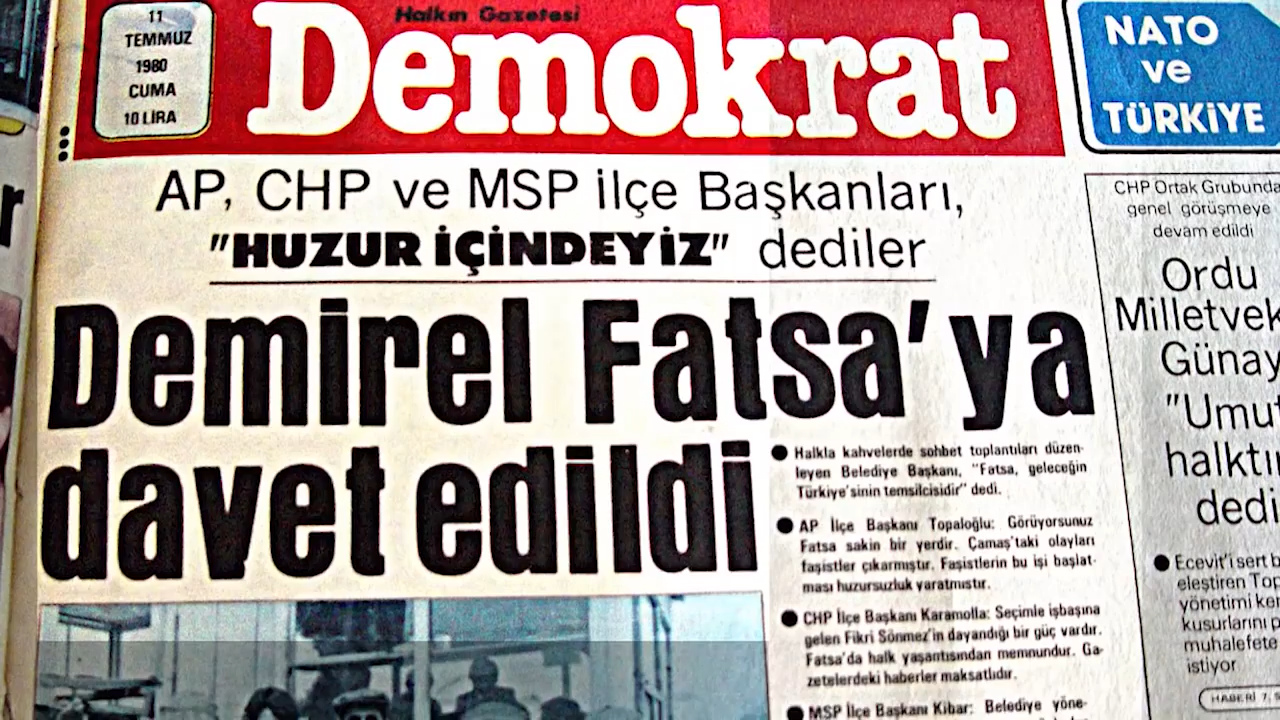 11
TEMMUZ
1980
CUMA
10 LİRA
Halkın Gazetesi
Demokrat
NATO
ve
TÜRKİYE
AP, CHP ve MSP ilçe Başkanları,
"HUZUR İÇİNDEYİZ" dediler
Demirel Fatsa'ya
davet edildi
● Halkla kahvelerde sohbet toplantıları düzen-
leyen Belediye Başkanı, "Fatsa, geleceğin
Türkiye'sinin temsilcisidir" dedi.
● AP İlçe Başkanı Topaloğlu: Görüyorsunuz
Fatsa sakin bir yerdir. Çamaş'taki olayları
faşistler çıkarmıştır. Faşistlerin bu işi başlat-
ması huzursuzluk yaratmıştır.
● CHP İlçe Başkanı Karamolla: Seçimle işbaşına
gelen Fikri Sönmez'in dayandığı bir güç vardır.
Fatsa'da halk yaşantısından memnundur. Ga-
zetelerdeki haberler maksatlıdır.
● MSP İlçe Başkanı Kibar: Belediye yöne-
CHP Ortak Grubunda
genel görüşmeye
devam edildi
Ordu
Milletvek
Günay
"Umut
halktır
dedi
● Ecevit'i sert b
eleştiren Top
yönetimi ker
kusurlarını p
muhalefete
istiyor
HABERİ 7. S